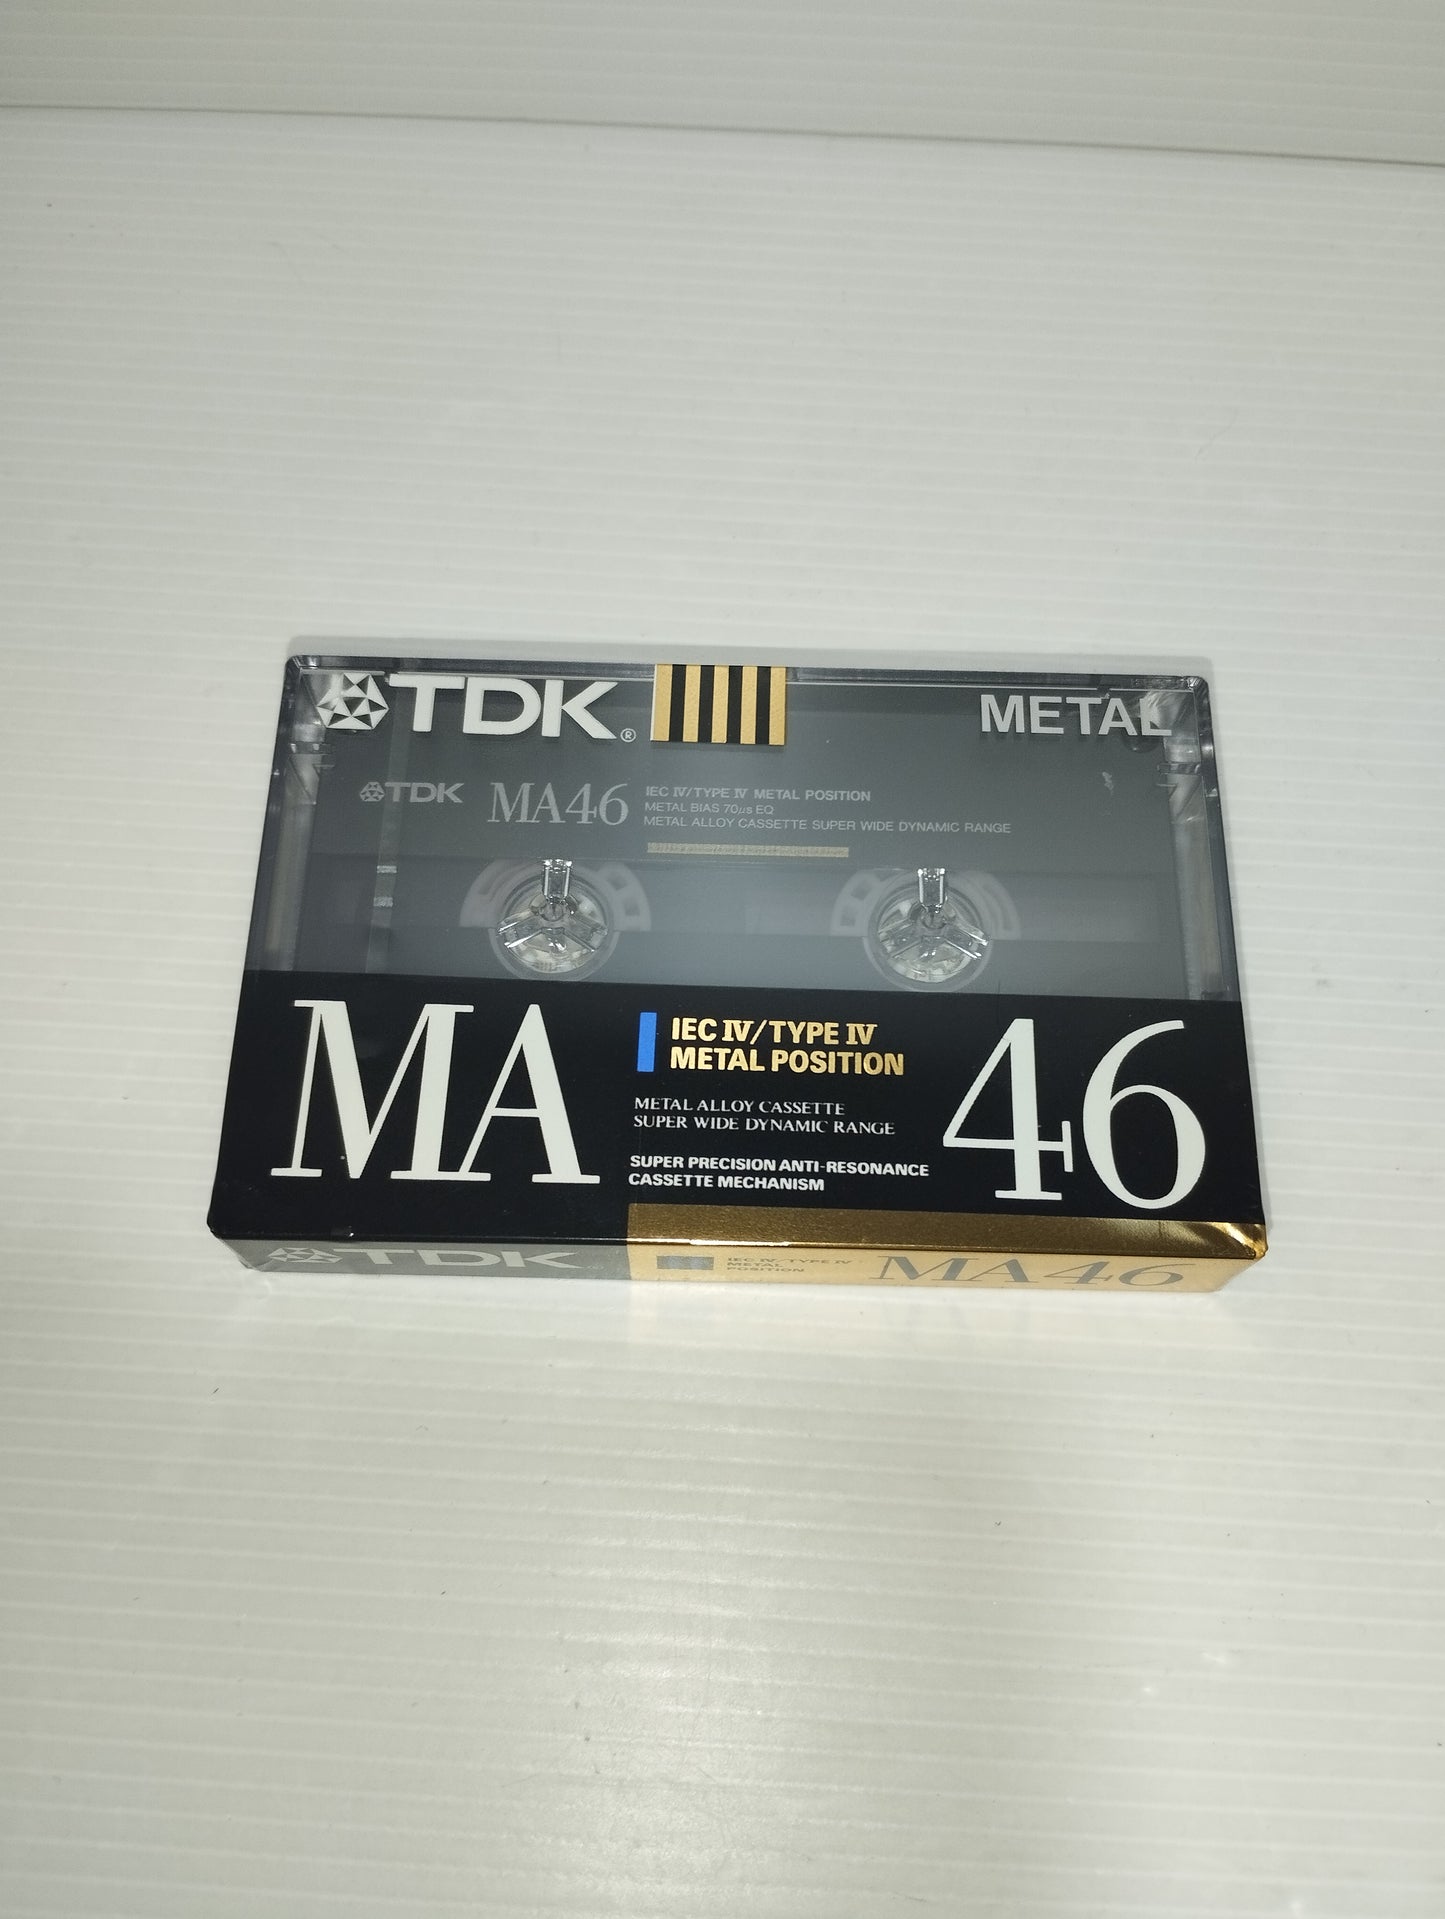 TDK® METAL
TDK MA46 IEC IV/TYPE IV METAL POSITION
METAL BIAS 70µs EQ
METAL ALLOY CASSETTE SUPER WIDE DYNAMIC RANGE
MA
IEC IV/TYPE IV
METAL POSITION
METAL ALLOY CASSETTE
SUPER WIDE DYNAMIC RANGE
SUPER PRECISION ANTI-RESONANCE
CASSETTE MECHANISM
46
TDK
IEC IV/TYPE IV
METAL
POSITION
MA46